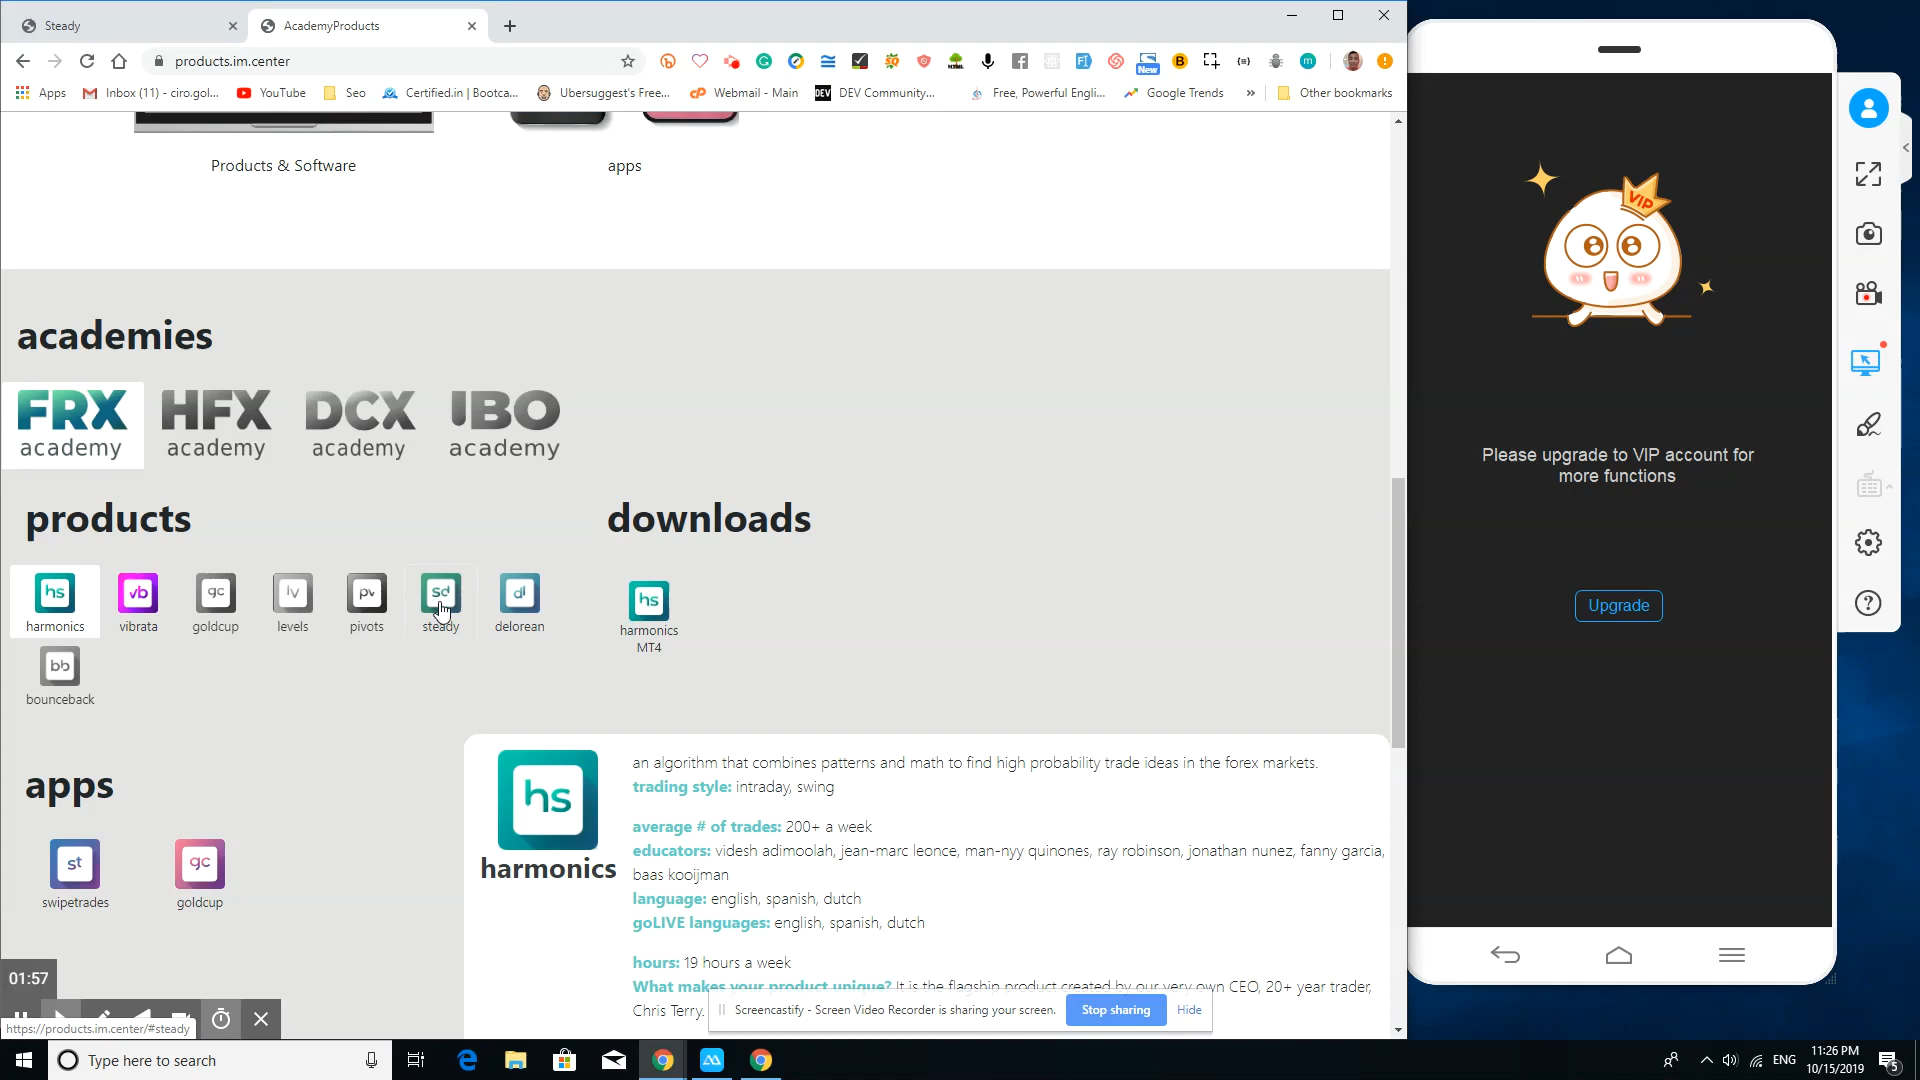 Steady
AcademyProducts
products.im.center
New
Apps
Inbox (11) - ciro.gol...
YouTube
Seo
Certified.in | Bootca...
Ubersuggest's Free...
Webmail - Main
DEV Community...
Free, Powerful Engli...
Google Trends
Other bookmarks
Products & Software
apps
academies
FRX academy
HFX academy
DCX academy
IBO academy
products
downloads
hs
vb
gc
lv
pv
sd
dl
harmonics
vibrata
goldcup
levels
pivots
steady
delorean
hs
harmonics
MT4
bb
bounceback
apps
st
swipetrades
gc
goldcup
hs
harmonics
an algorithm that combines patterns and math to find high probability trade ideas in the forex markets.
trading style: intraday, swing
average # of trades: 200+ a week
educators: videsh adimoolah, jean-marc leonce, man-nyy quinones, ray robinson, jonathan nunez, fanny garcia,
baas kooijman
language: english, spanish, dutch
goLIVE languages: english, spanish, dutch
hours: 19 hours a week
What makes your product unique? It is the flagship product created by our very own CEO, 20+ year trader,
Chris Terry.
01:57
https://products.im.center/#steady
Screencastify - Screen Video Recorder is sharing your screen.
Stop sharing
Hide
VIP
Please upgrade to VIP account for
more functions
Upgrade
Type here to search
ENG
11:26 PM
10/15/2019
5